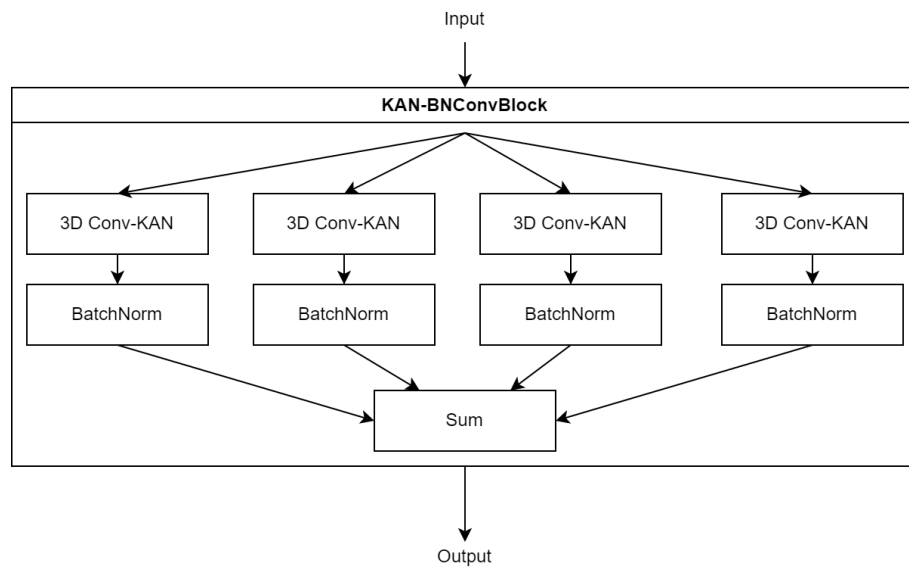 Input
KAN-BNConvBlock
3D Conv-KAN
3D Conv-KAN
3D Conv-KAN
3D Conv-KAN
BatchNorm
BatchNorm
BatchNorm
BatchNorm
Sum
Output